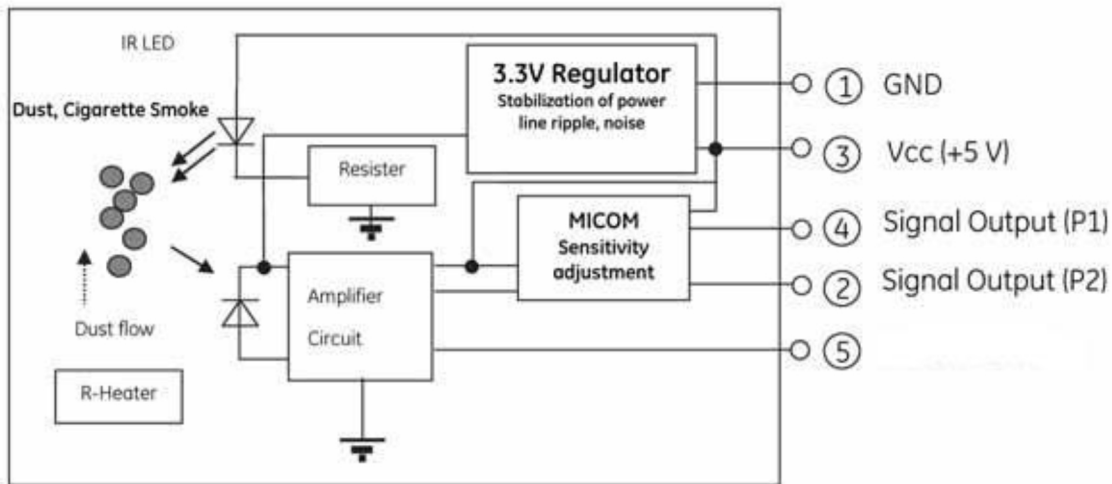 IR LED
Dust, Cigarette Smoke
Dust flow
R-Heater
3.3V Regulator
Stabilization of power
line ripple, noise
Resister
Amplifier
Circuit
MICOM
Sensitivity
adjustment
1 GND
3 Vcc (+5 V)
4 Signal Output (P1)
2 Signal Output (P2)
5